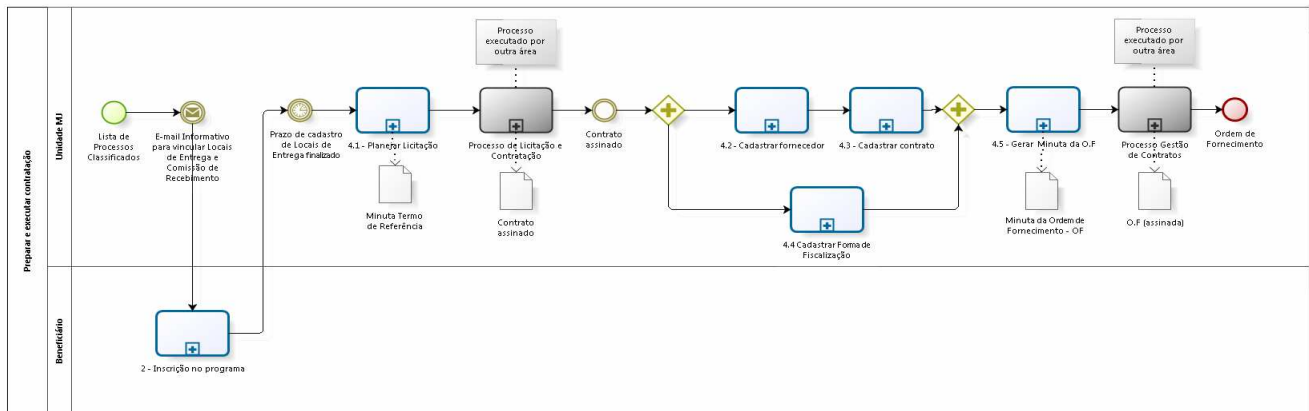 Preparar e executar contratação
Unidade MJ
Lista de
Processos
Classificados
E-mail Informativo
para vincular Locais
de Entrega e
Comissão de
Recebimento
Prazo de cadastro
de Locais de
Entrega finalizado
4.1 - Planejar Licitação
Minuta Termo
de Referência
Processo
executado por
outra área
Processo de Licitação e
Contratação
Contrato
assinado
Contrato
assinado
4.2 - Cadastrar fornecedor
4.3 - Cadastrar contrato
4.4 Cadastrar Forma de
Fiscalização
4.5 - Gerar Minuta da O.F
Minuta da Ordem de
Fornecimento - OF
Processo
executado por
outra área
Processo Gestão
de Contratos
O.F (assinada)
Ordem de
Fornecimento
Beneficiário
2 - Inscrição no programa